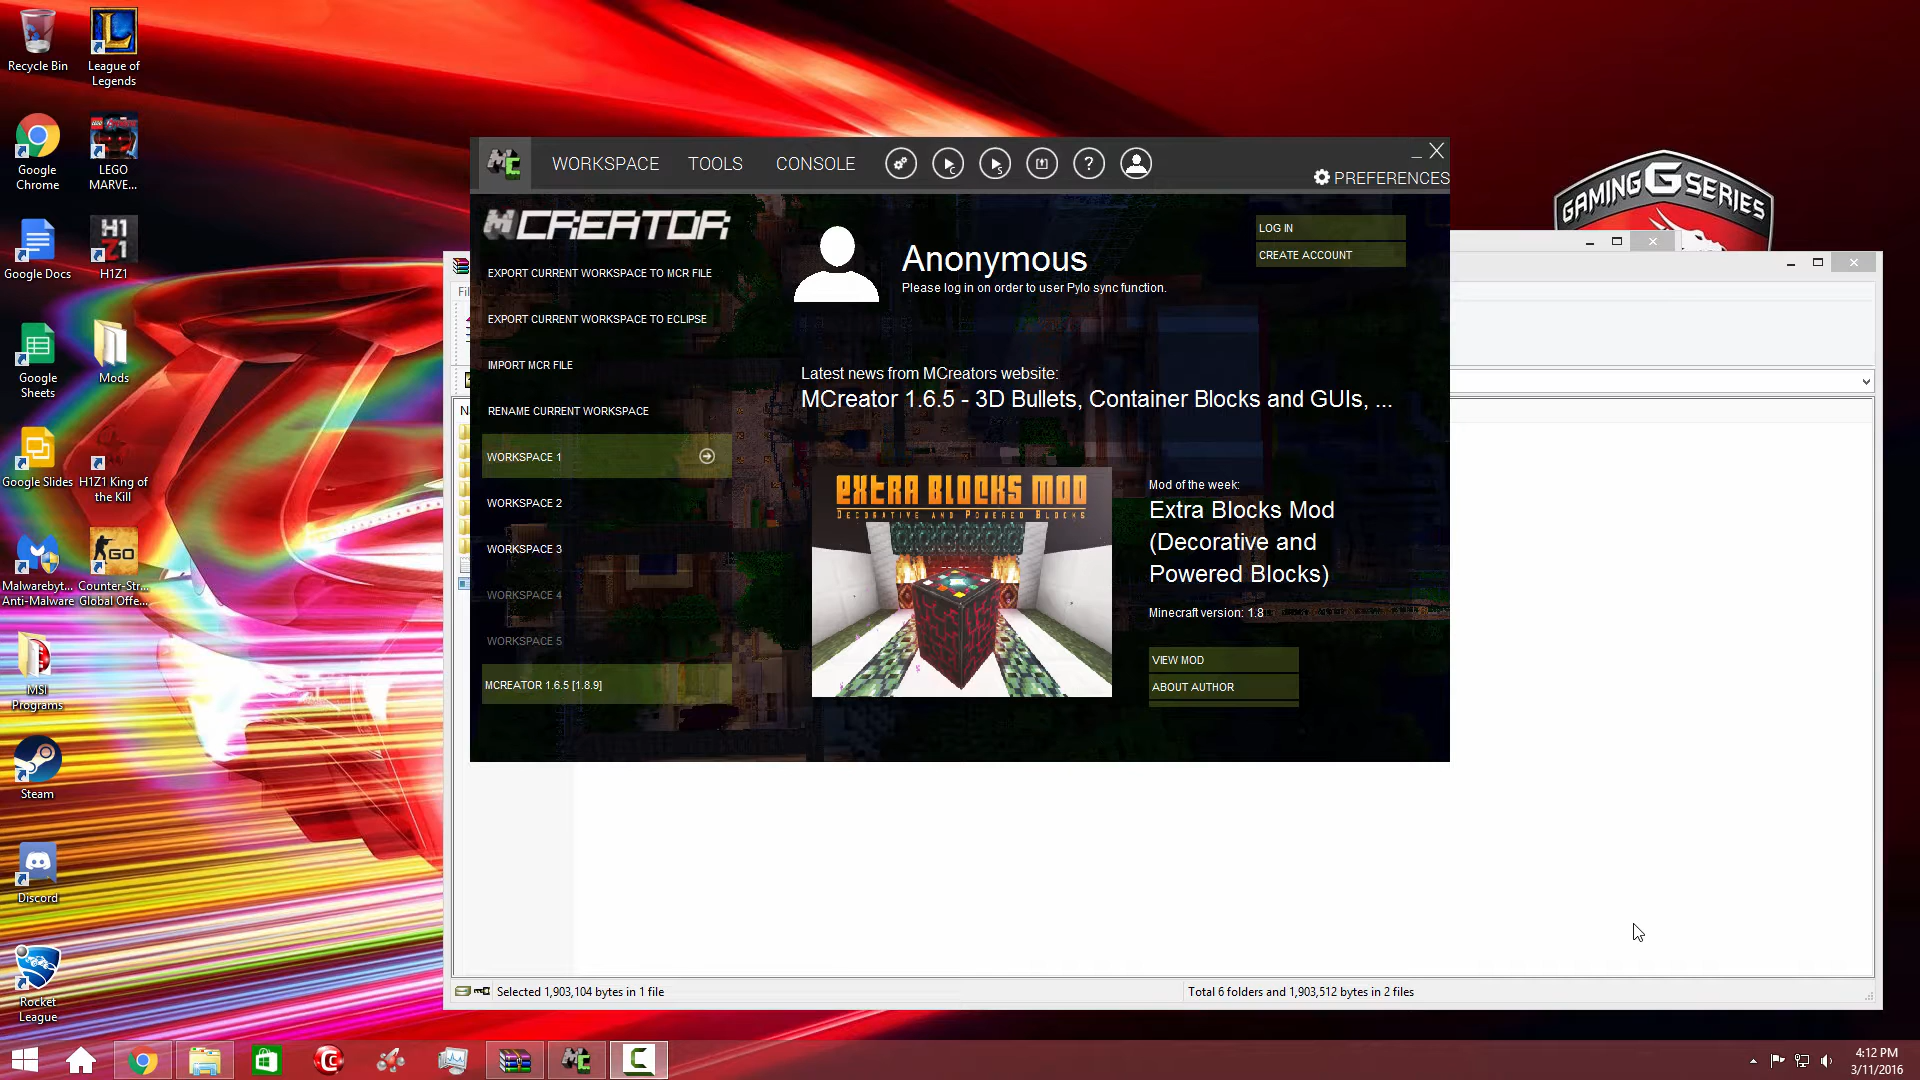 Recycle Bin
League of
Legends
Google
Chrome
LEGO
MARVE...
Google Docs
H1Z1
Google
Sheets
Mods
Google Slides
H1Z1 King of
the Kill
Malwarebyt...
Anti-Malware
Counter-Str...
Global Offe...
MSI
Programs
Steam
Discord
Rocket
League
GAMING G SERIES
WORKSPACE
TOOLS
CONSOLE
PREFERENCES
MCREATOR
EXPORT CURRENT WORKSPACE TO MCR FILE
EXPORT CURRENT WORKSPACE TO ECLIPSE
IMPORT MCR FILE
RENAME CURRENT WORKSPACE
WORKSPACE 1
WORKSPACE 2
WORKSPACE 3
WORKSPACE 4
WORKSPACE 5
MCREATOR 1.6.5 [1.8.9]
Anonymous
Please log in on order to user Pylo sync function.
LOG IN
CREATE ACCOUNT
Latest news from MCreators website:
MCreator 1.6.5 - 3D Bullets, Container Blocks and GUIs, ...
EXTRA BLOCKS MOD
DECORATIVE AND POWERED BLOCKS
Mod of the week:
Extra Blocks Mod
(Decorative and
Powered Blocks)
Minecraft version: 1.8
VIEW MOD
ABOUT AUTHOR
Selected 1,903,104 bytes in 1 file
Total 6 folders and 1,903,512 bytes in 2 files
4:12 PM
3/11/2016